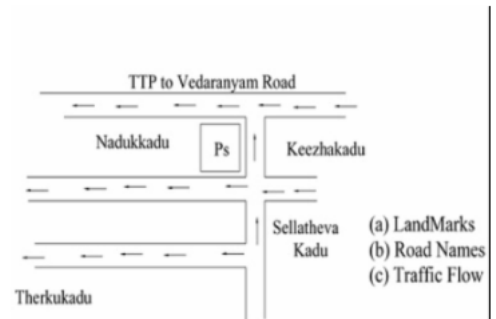 TTP to Vedaranyam Road
Nadukkadu
Ps
Keezhakadu
Sellatheva
Kadu
(a) LandMarks
(b) Road Names
(c) Traffic Flow
Therkukadu